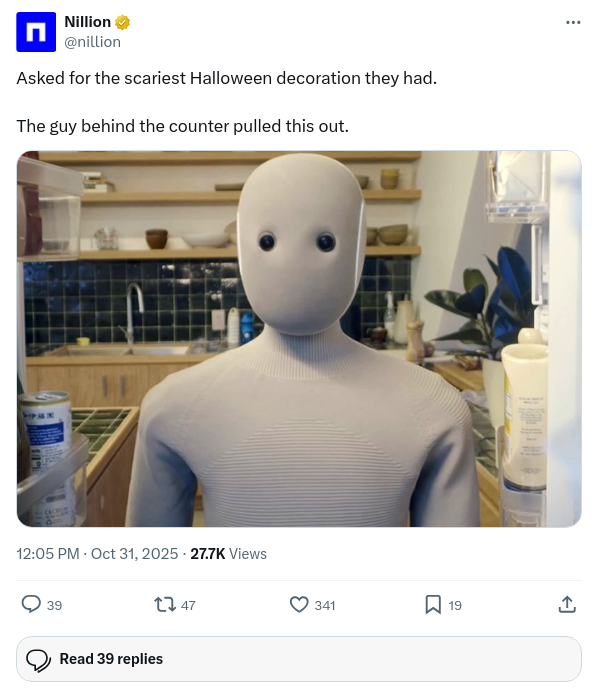 Nillion
@nillion
Asked for the scariest Halloween decoration they had.
The guy behind the counter pulled this out.
12:05 PM · Oct 31, 2025 · 27.7K Views
39
47
341
19
Read 39 replies